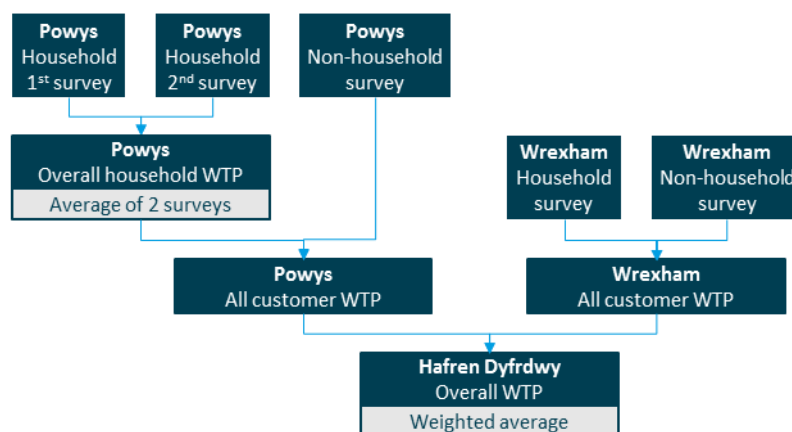 Powys
Household
1st survey
Powys
Household
2nd survey
Powys
Non-household
survey
Powys
Overall household WTP
Average of 2 surveys
Wrexham
Household
survey
Wrexham
Non-household
survey
Powys
All customer WTP
Wrexham
All customer WTP
Hafren Dyfrdwy
Overall WTP
Weighted average